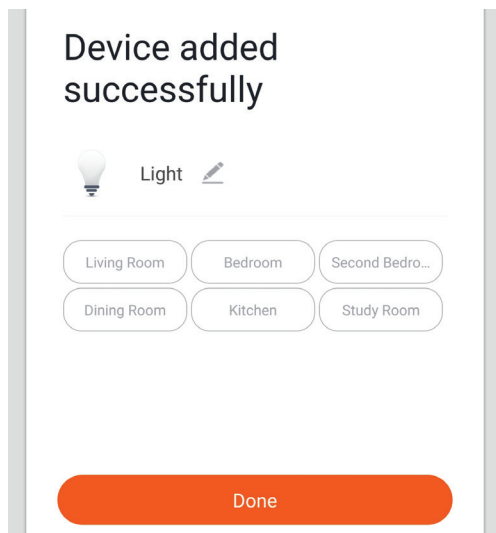 Device added
successfully
Light
Living Room
Bedroom
Second Bedro...
Dining Room
Kitchen
Study Room
Done